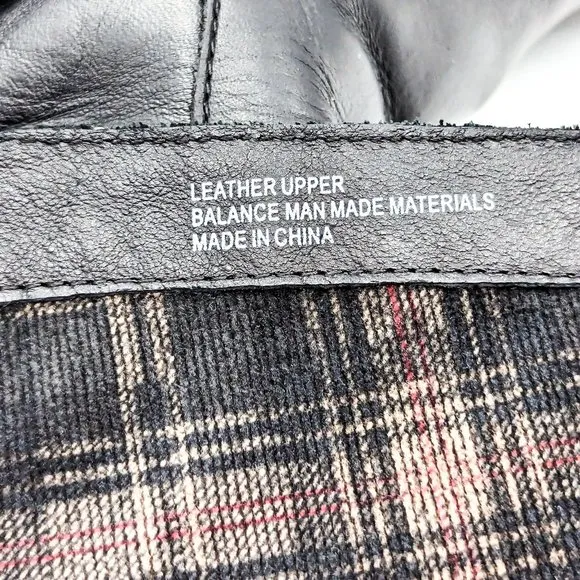 LEATHER UPPER
BALANCE MAN MADE MATERIALS
MADE IN CHINA